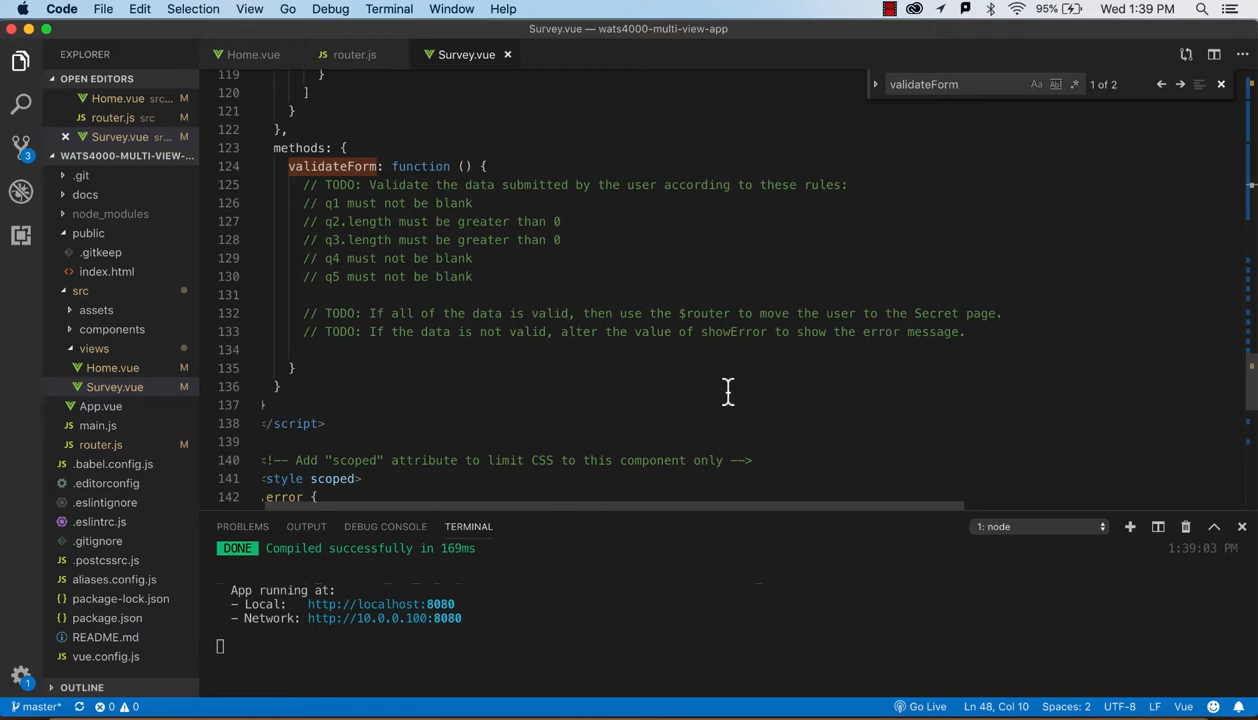 Code File Edit Selection View Go Debug Terminal Window Help 95% Wed 1:39 PM
Survey.vue — wats4000-multi-view-app
EXPLORER
Home.vue
router.js
Survey.vue
OPEN EDITORS
Home.vue src... M
router.js src M
Survey.vue sr... M
WATS4000-MULTI-VIEW-...
.git
docs
node_modules
public
.gitkeep
index.html
src
assets
components
views
Home.vue M
Survey.vue M
App.vue
main.js
router.js M
.babel.config.js
.editorconfig
.eslintignore
.eslintrc.js
.gitignore
.postcssrc.js
aliases.config.js
package-lock.json
package.json
README.md
vue.config.js
OUTLINE
3
1
validateForm Aa Abl .* 1 of 2
119 }
120 ]
121 }
122 },
123 methods: {
124 validateForm: function () {
125 // TODO: Validate the data submitted by the user according to these rules:
126 // q1 must not be blank
127 // q2.length must be greater than 0
128 // q3.length must be greater than 0
129 // q4 must not be blank
130 // q5 must not be blank
131
132 // TODO: If all of the data is valid, then use the $router to move the user to the Secret page.
133 // TODO: If the data is not valid, alter the value of showError to show the error message.
134
135 }
136 }
137 }
138 </script>
139
140 <!-- Add "scoped" attribute to limit CSS to this component only -->
141 <style scoped>
142 .error {
PROBLEMS OUTPUT DEBUG CONSOLE TERMINAL 1: node
DONE Compiled successfully in 169ms 1:39:03 PM
App running at:
- Local: http://localhost:8080
- Network: http://10.0.0.100:8080
master* 0 0 Go Live Ln 48, Col 10 Spaces: 2 UTF-8 LF Vue